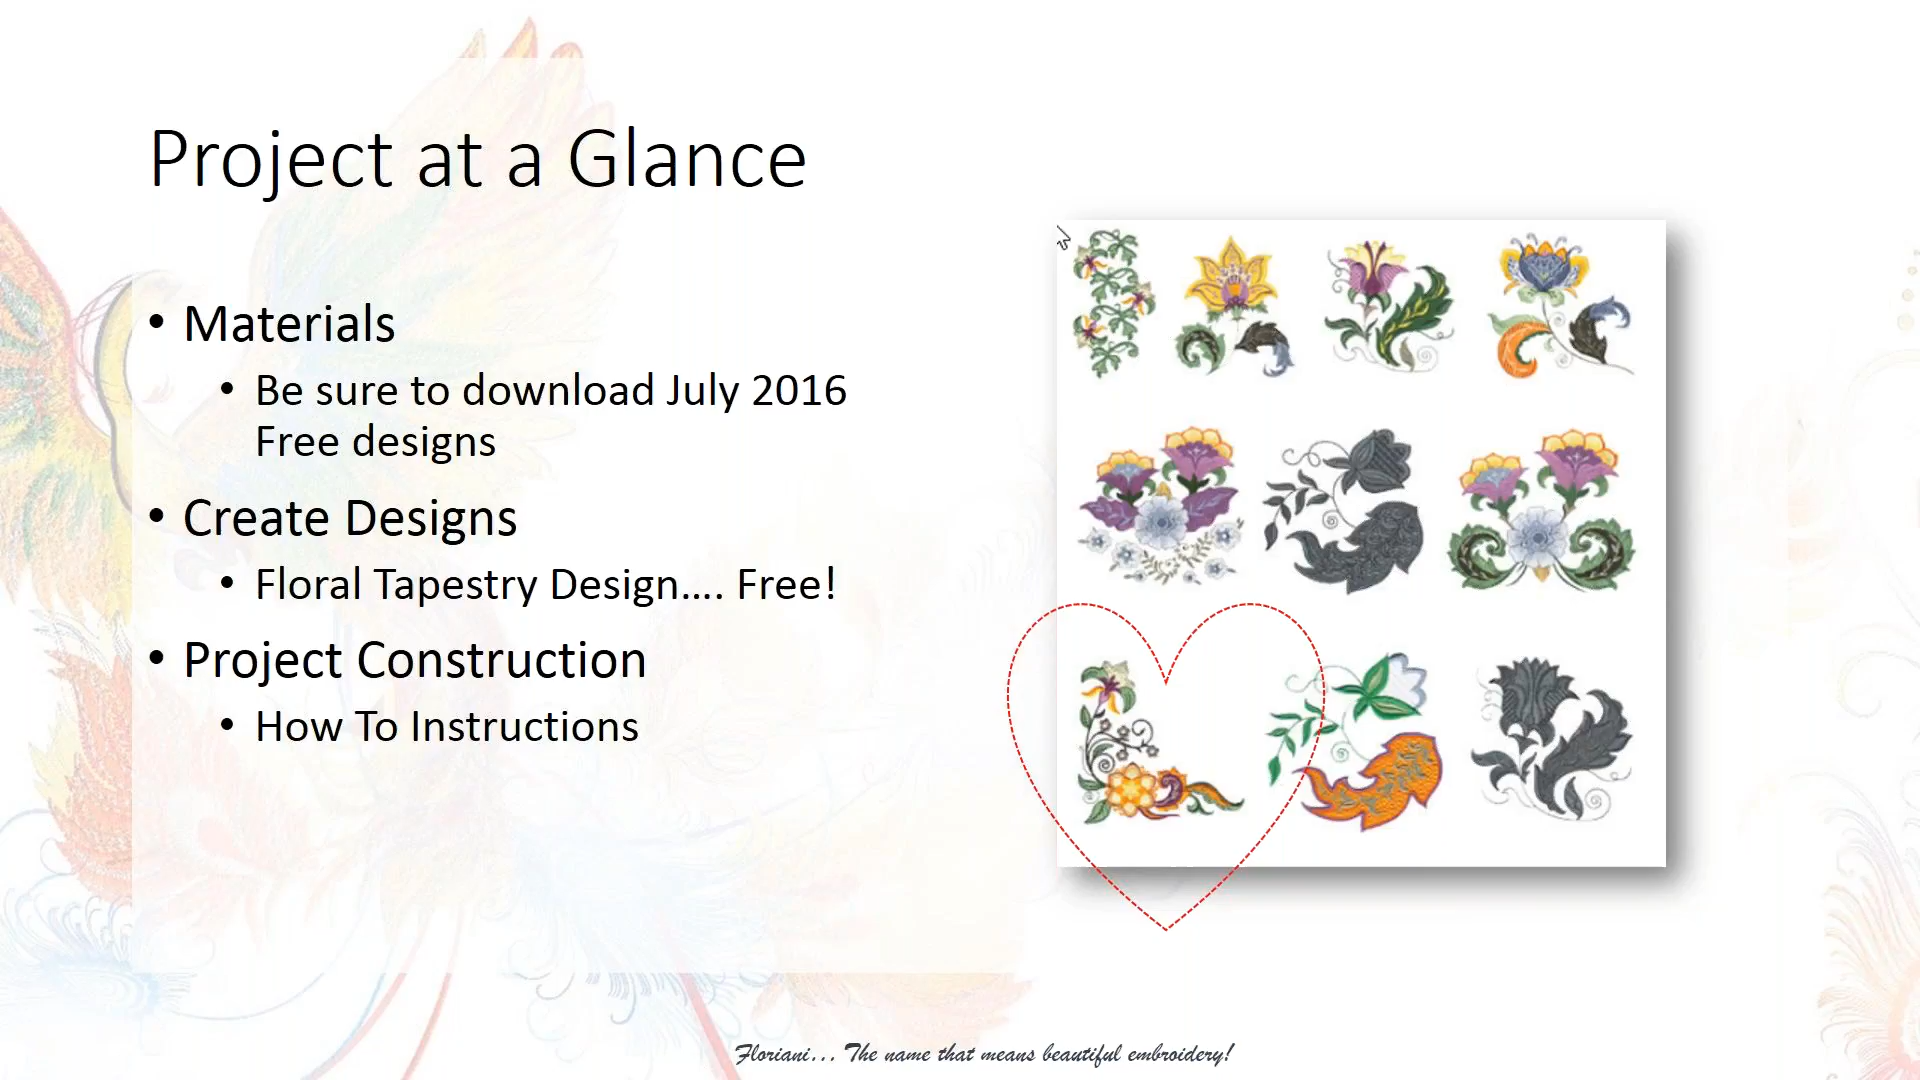 Project at a Glance
• Materials
• Be sure to download July 2016
Free designs
• Create Designs
• Floral Tapestry Design.... Free!
• Project Construction
• How To Instructions
Floriani... The name that means beautiful embroidery!